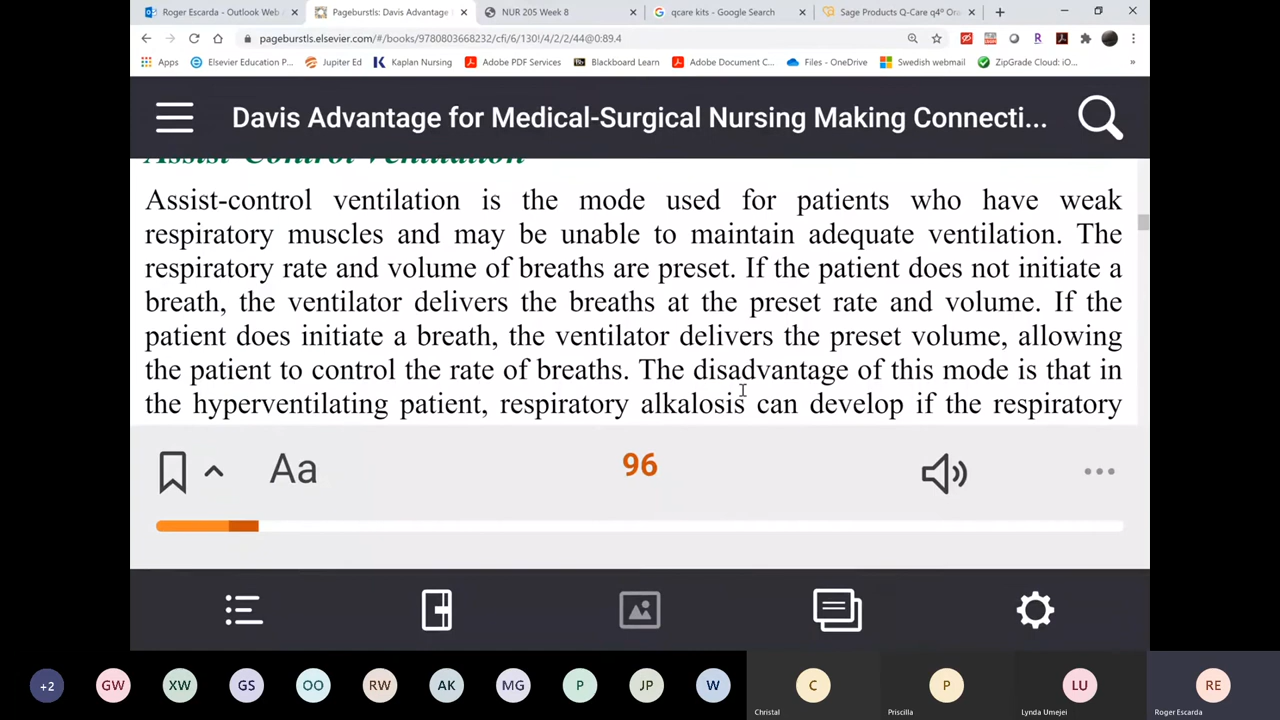 Roger Escarda - Outlook Web
Pageburstls: Davis Advantage
NUR 205 Week 8
qcare kits - Google Search
Sage Products Q-Care q4® Ora
pageburstls.elsevier.com/#/books/9780803668232/cfi/6/130!/4/2/2/44@0:89.4
Apps
Elsevier Education P...
Jupiter Ed
Kaplan Nursing
Adobe PDF Services
Blackboard Learn
Adobe Document C...
Files - OneDrive
Swedish webmail
ZipGrade Cloud: iO...
Davis Advantage for Medical-Surgical Nursing Making Connecti...
Assist-Control Ventilation
Assist-control ventilation is the mode used for patients who have weak
respiratory muscles and may be unable to maintain adequate ventilation. The
respiratory rate and volume of breaths are preset. If the patient does not initiate a
breath, the ventilator delivers the breaths at the preset rate and volume. If the
patient does initiate a breath, the ventilator delivers the preset volume, allowing
the patient to control the rate of breaths. The disadvantage of this mode is that in
the hyperventilating patient, respiratory alkalosis can develop if the respiratory
Aa
96
+2
GW
XW
GS
OO
RW
AK
MG
P
JP
W
C
Christal
P
Priscilla
LU
Lynda Umejei
RE
Roger Escarda